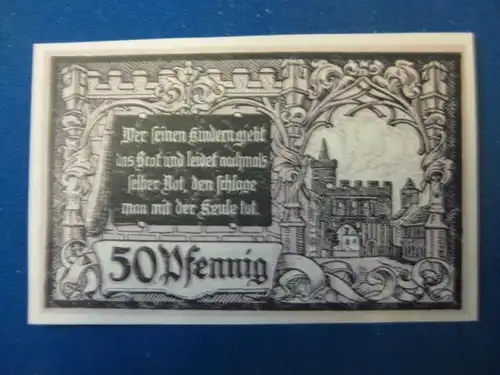 Wer seinen Kindern giebt
das Brot und leidet nachmals
selber Not, den schlage
man mit der Keule tot.
50 Pfennig